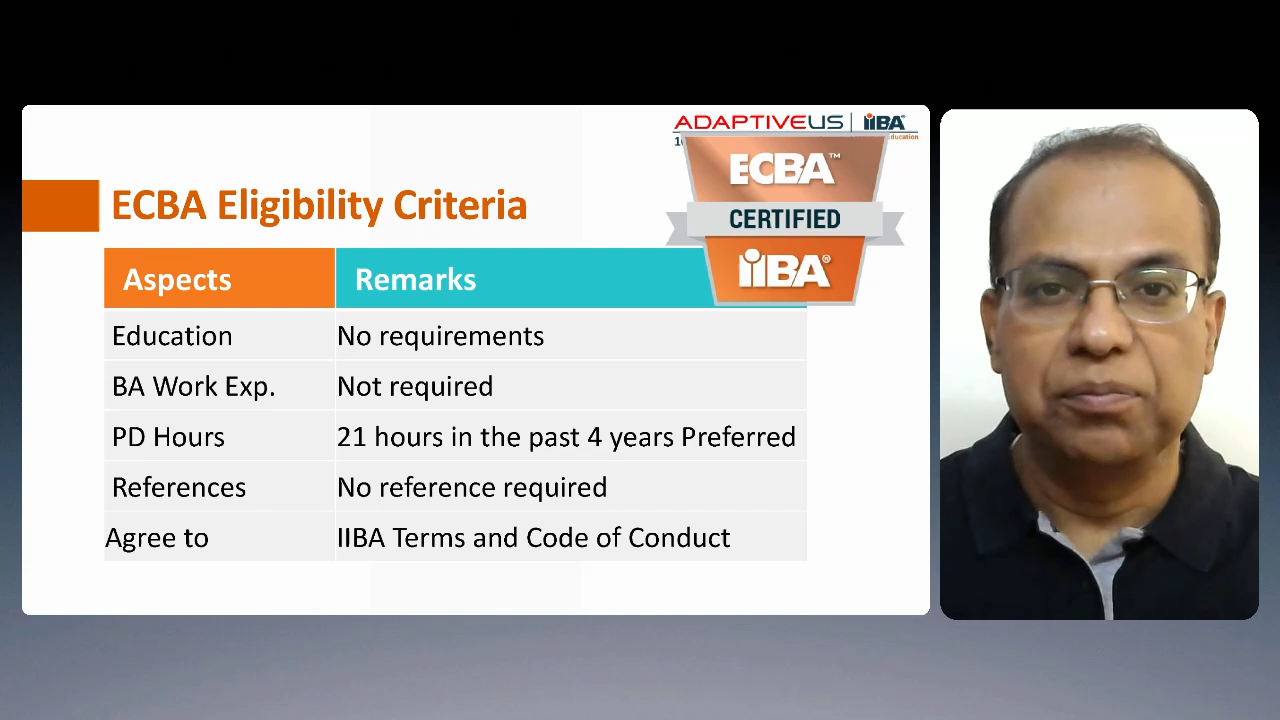 ADAPTIVEUS | iiBA®
Education
ECBA™
CERTIFIED
iiBA®
ECBA Eligibility Criteria
Aspects Remarks
Education No requirements
BA Work Exp. Not required
PD Hours 21 hours in the past 4 years Preferred
References No reference required
Agree to IIBA Terms and Code of Conduct